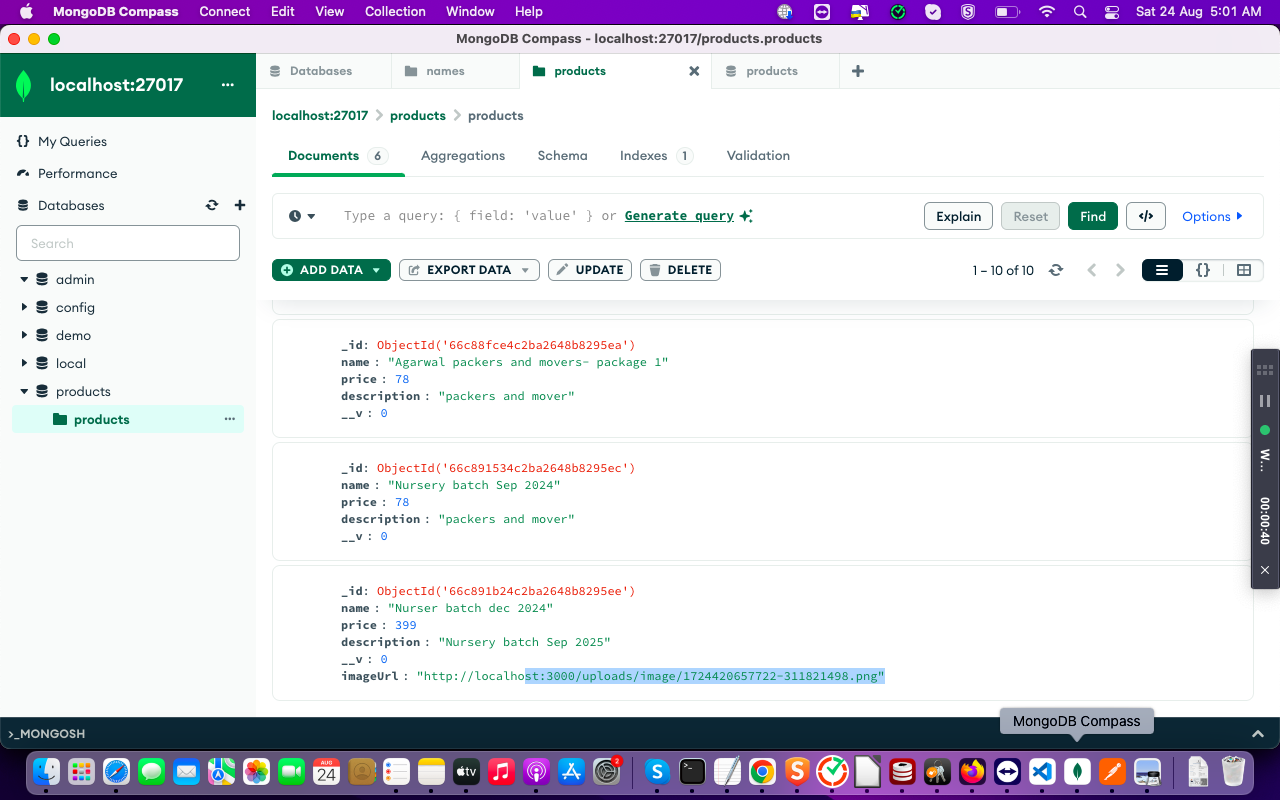 MongoDB Compass Connect Edit View Collection Window Help Sat 24 Aug 5:01 AM
MongoDB Compass - localhost:27017/products.products
localhost:27017 ...
Databases names products products
localhost:27017 products products
My Queries
Performance
Databases
Search
admin
config
demo
local
products
products ...
Documents 6 Aggregations Schema Indexes 1 Validation
Type a query: { field: 'value' } or Generate query Explain Reset Find </> Options
ADD DATA EXPORT DATA UPDATE DELETE 1 – 10 of 10 {}
_id: ObjectId('66c88fce4c2ba2648b8295ea')
name : "Agarwal packers and movers- package 1"
price : 78
description : "packers and mover"
__v : 0
_id: ObjectId('66c891534c2ba2648b8295ec')
name : "Nursery batch Sep 2024"
price : 78
description : "packers and mover"
__v : 0
_id: ObjectId('66c891b24c2ba2648b8295ee')
name : "Nurser batch dec 2024"
price : 399
description : "Nursery batch Sep 2025"
__v : 0
imageUrl : "http://localhost:3000/uploads/image/1724420657722-311821498.png"
W...
00:00:40
MongoDB Compass
>_MONGOSH
AUG
24
tv
2